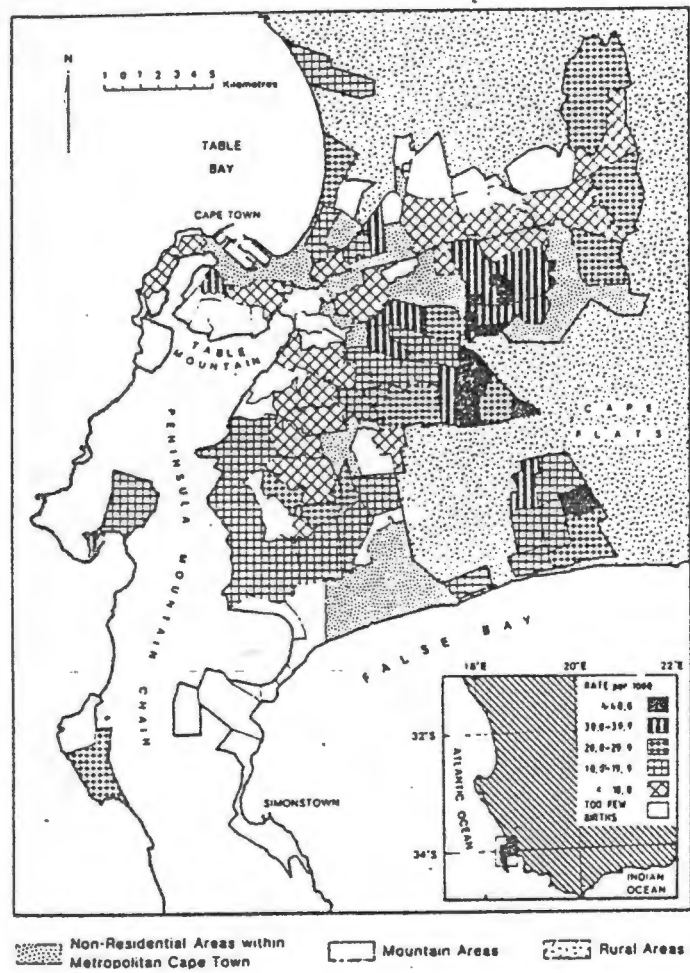 N
1 0 1 2 3 4 5
Kilometres
TABLE
BAY
CAPE TOWN
TABLE
MOUNTAIN
PENINSULA MOUNTAIN CHAIN
CAPE
FLATS
FALSE BAY
SIMONSTOWN
18°E 20°E 22°E
RATE per 1000
30,0-39,9
20,0-29,9
10,0-19,9
< 10,0
TOO FEW
BIRTHS
32°S
34°S
ATLANTIC OCEAN
INDIAN
OCEAN
Non-Residential Areas within
Metropolitan Cape Town
Mountain Areas
Rural Areas